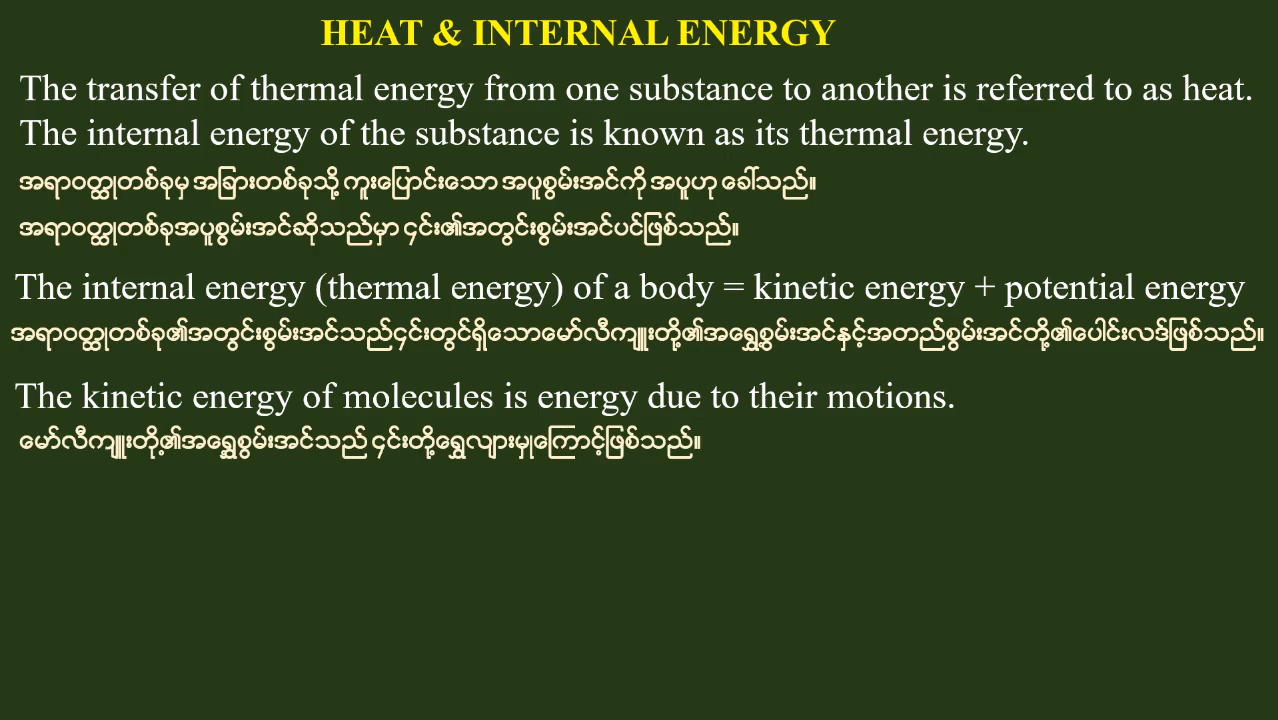 HEAT & INTERNAL ENERGY
The transfer of thermal energy from one substance to another is referred to as heat.
The internal energy of the substance is known as its thermal energy.
အရာဝတ္ထုတစ်ခုမှ အခြားတစ်ခုသို့ ကူးပြောင်းသော အပူစွမ်းအင်ကို အပူဟု ခေါ်သည်။
အရာဝတ္ထုတစ်ခုအပူစွမ်းအင်ဆိုသည်မှာ ၎င်း၏အတွင်းစွမ်းအင်ပင်ဖြစ်သည်။
The internal energy (thermal energy) of a body = kinetic energy + potential energy
အရာဝတ္ထုတစ်ခု၏အတွင်းစွမ်းအင်သည်၎င်းတွင်ရှိသောမော်လီကျူးတို့၏အရွှေ့စွမ်းအင်နှင့်အတည်စွမ်းအင်တို့၏ပေါင်းလဒ်ဖြစ်သည်။
The kinetic energy of molecules is energy due to their motions.
မော်လီကျူးတို့၏အရွေ့စွမ်းအင်သည် ၎င်းတို့ရွှေလျားမှုကြောင့်ဖြစ်သည်။